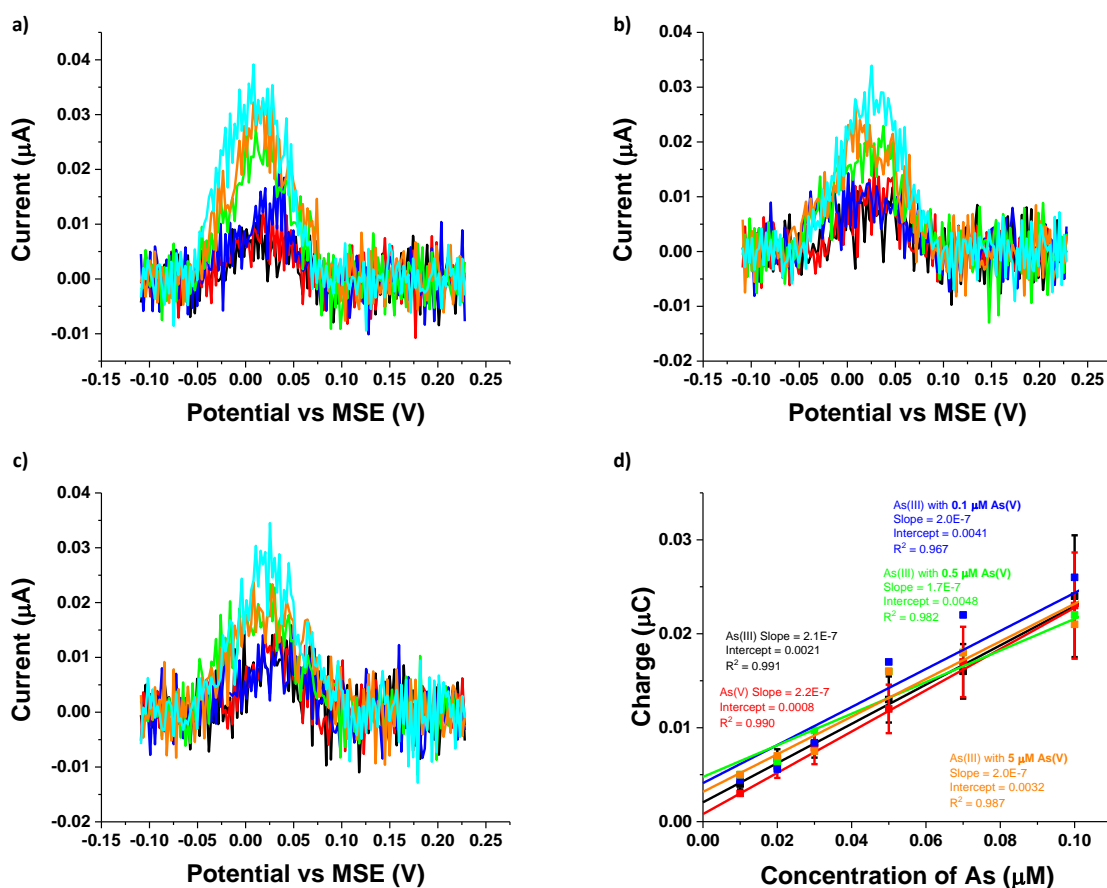 a)
0.04
0.03
0.02
0.01
0.00
-0.01
Current (μA)
-0.15 -0.10 -0.05 0.00 0.05 0.10 0.15 0.20 0.25
Potential vs MSE (V)
b)
0.04
0.03
0.02
0.01
0.00
-0.01
-0.02
Current (μA)
-0.15 -0.10 -0.05 0.00 0.05 0.10 0.15 0.20 0.25
Potential vs MSE (V)
c)
0.04
0.03
0.02
0.01
0.00
-0.01
-0.02
Current (μA)
-0.15 -0.10 -0.05 0.00 0.05 0.10 0.15 0.20 0.25
Potential vs MSE (V)
d)
0.03
0.02
0.01
0.00
Charge (μC)
As(III) with 0.1 μM As(V)
Slope = 2.0E-7
Intercept = 0.0041
R² = 0.967
As(III) with 0.5 μM As(V)
Slope = 1.7E-7
Intercept = 0.0048
R² = 0.982
As(III) Slope = 2.1E-7
Intercept = 0.0021
R² = 0.991
As(V) Slope = 2.2E-7
Intercept = 0.0008
R² = 0.990
As(III) with 5 μM As(V)
Slope = 2.0E-7
Intercept = 0.0032
R² = 0.987
0.00 0.02 0.04 0.06 0.08 0.10
Concentration of As (μM)